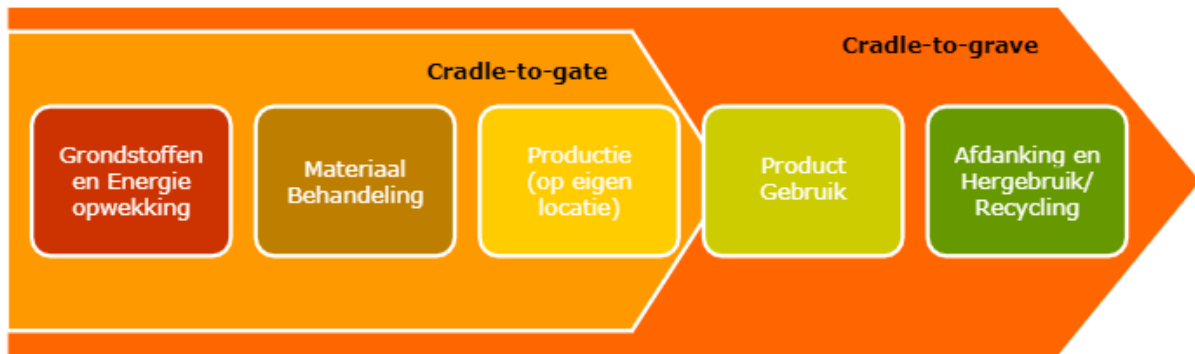 Cradle-to-grave
Cradle-to-gate
Grondstoffen
en Energie
opwekking
Materiaal
Behandeling
Productie
(op eigen
locatie)
Product
Gebruik
Afdanking en
Hergebruik/
Recycling